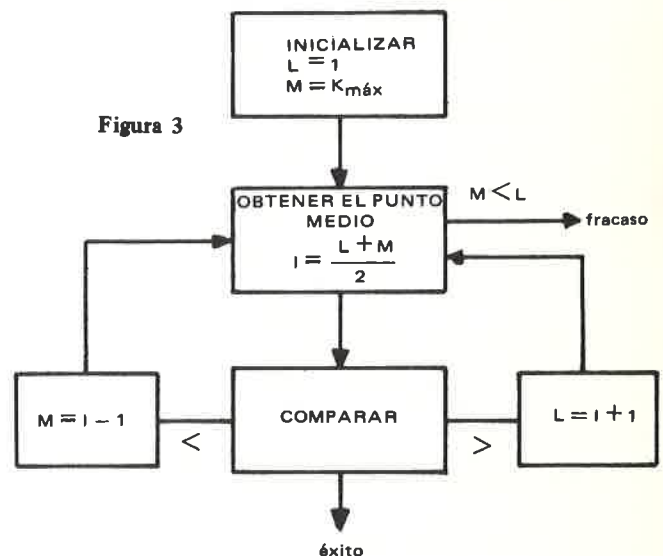 INICIALIZAR
L = 1
M = Kmáx
Figura 3
OBTENER EL PUNTO
MEDIO
I = L + M
2
M < L
fracaso
M = I - 1
<
COMPARAR
>
L = I + 1
éxito